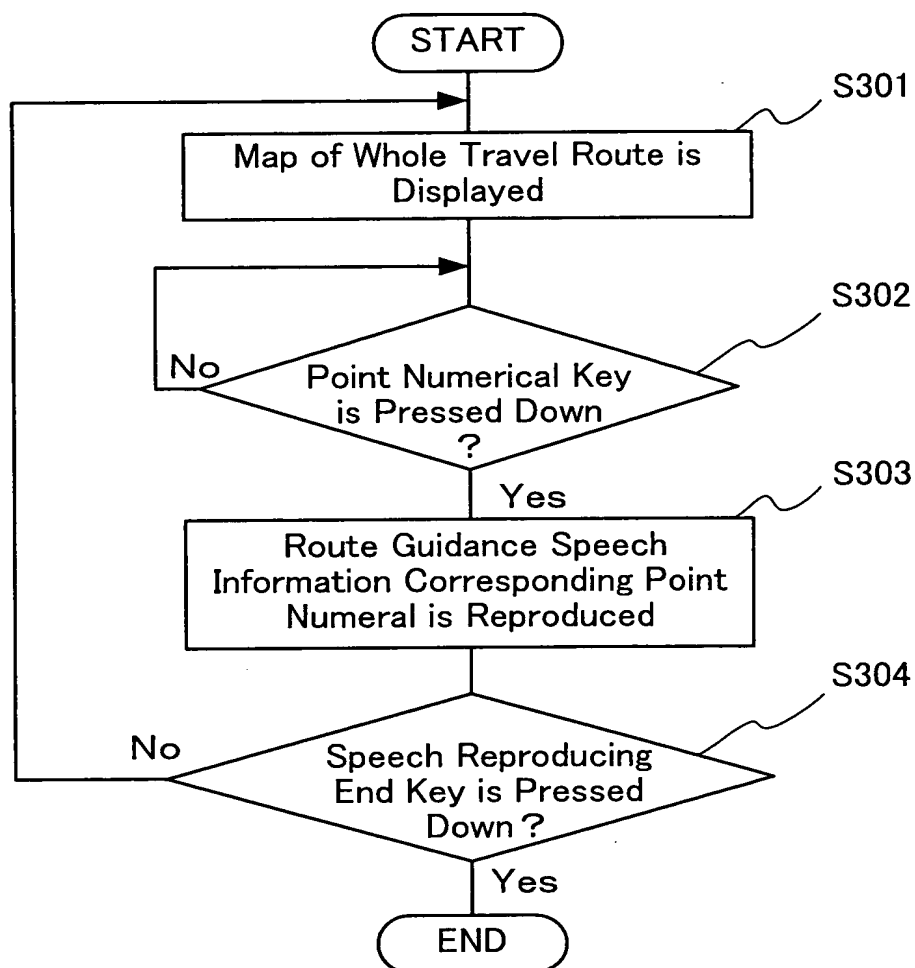 START
S301
Map of Whole Travel Route is
Displayed
S302
No
Point Numerical Key
is Pressed Down
?
S303
Yes
Route Guidance Speech
Information Corresponding Point
Numeral is Reproduced
S304
No
Speech Reproducing
End Key is Pressed
Down?
Yes
END